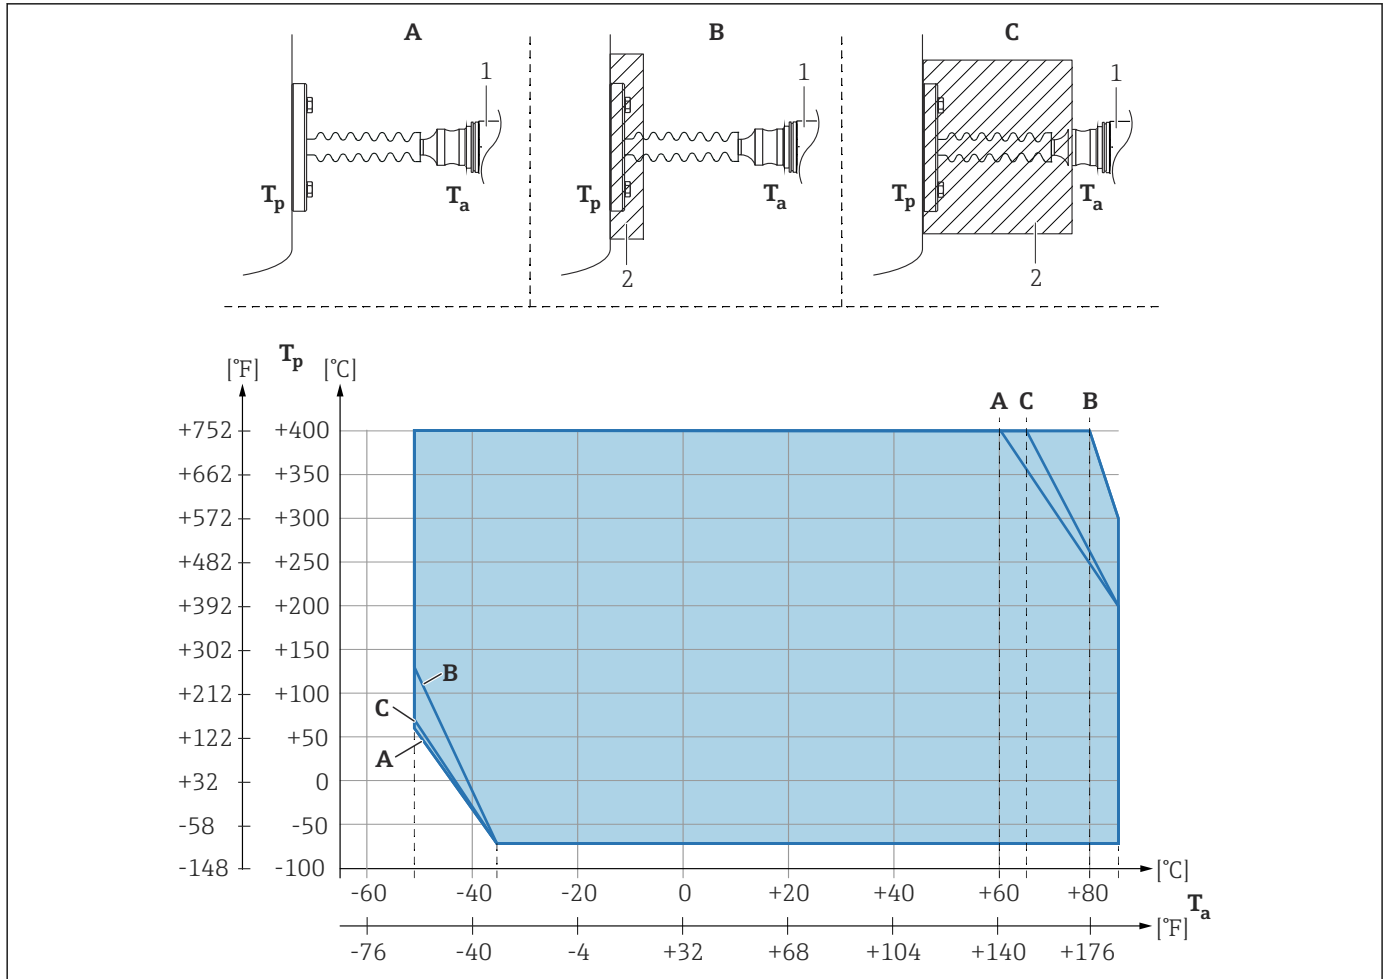 A B C
1 1 1
Tp Ta Tp Ta Tp Ta
2 2
Tp
[°F] [°C]
A C B
+752 +400
+662 +350
+572 +300
+482 +250
+392 +200
+302 +150
B
+212 +100
C
+122 +50
A
+32 0
-58 -50
-148 -100
[°C]
-60 -40 -20 0 +20 +40 +60 +80
Ta
[°F]
-76 -40 -4 +32 +68 +104 +140 +176